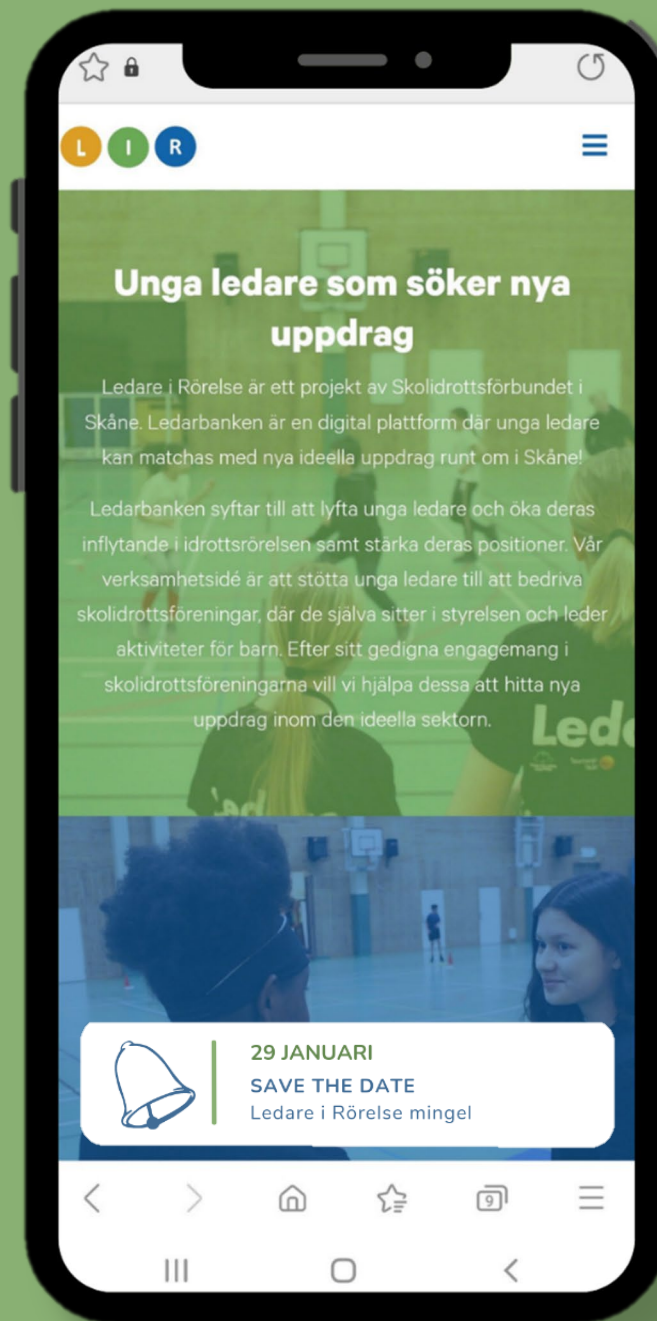 L I R
Unga ledare som söker nya
uppdrag
Ledare i Rörelse är ett projekt av Skolidrottsförbundet i
Skåne. Ledarbanken är en digital plattform där unga ledare
kan matchas med nya ideella uppdrag runt om i Skåne!
Ledarbanken syftar till att lyfta unga ledare och öka deras
inflytande i idrottsrörelsen samt stärka deras positioner. Vår
verksamhetsidé är att stötta unga ledare till att bedriva
skolidrottsföreningar, där de själva sitter i styrelsen och leder
aktiviteter för barn. Efter sitt gedigna engagemang i
skolidrottsföreningarna vill vi hjälpa dessa att hitta nya
uppdrag inom den ideella sektorn.
Leda
29 JANUARI
SAVE THE DATE
Ledare i Rörelse mingel
9